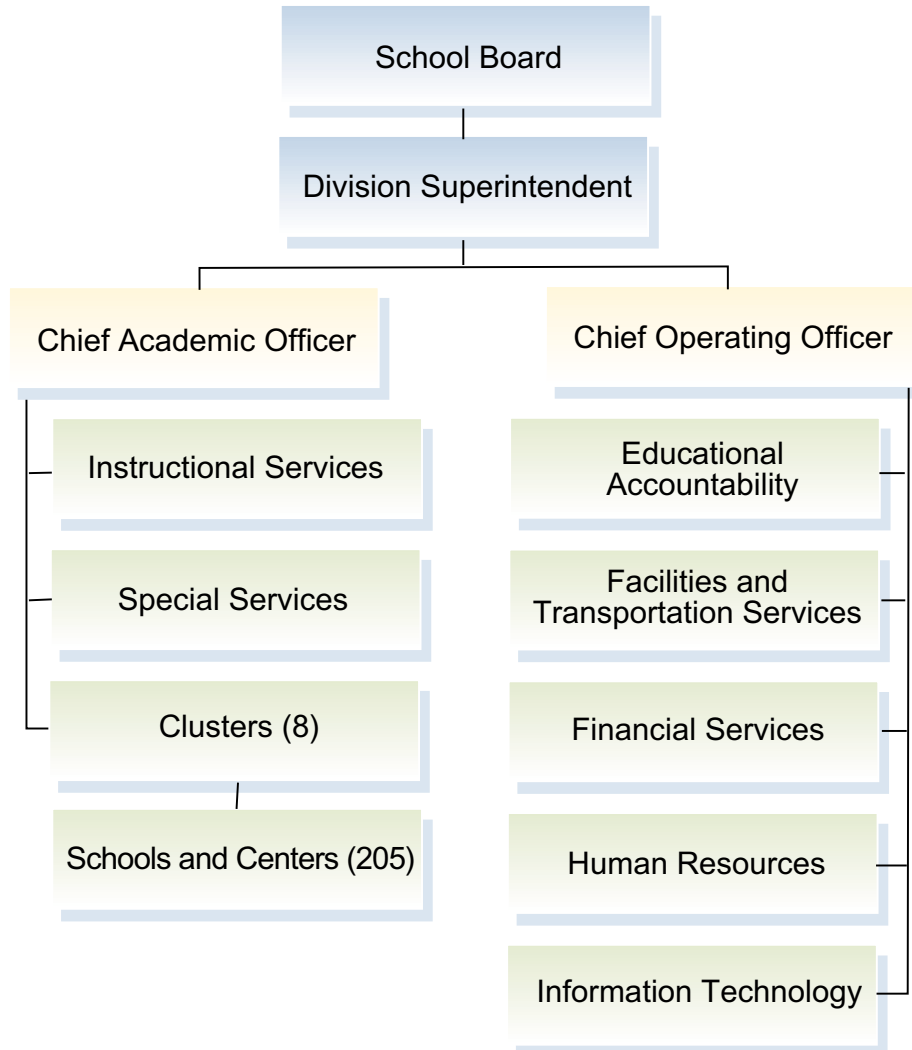 School Board
Division Superintendent
Chief Academic Officer
Chief Operating Officer
Instructional Services
Special Services
Clusters (8)
Schools and Centers (205)
Educational
Accountability
Facilities and
Transportation Services
Financial Services
Human Resources
Information Technology